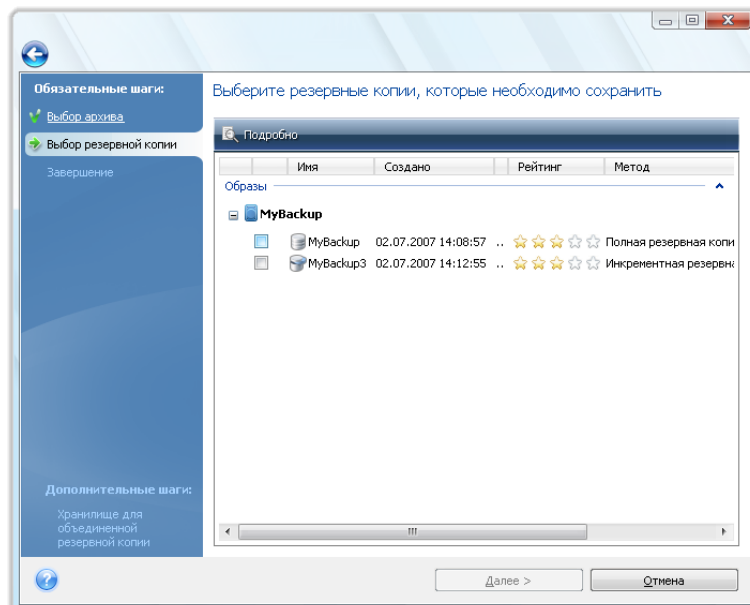 Обязательные шаги:
Выбор архива
Выбор резервной копии
Завершение
Дополнительные шаги:
Хранилище для
объединенной
резервной копии
Выберите резервные копии, которые необходимо сохранить
Подробно
Имя Создано Рейтинг Метод
Образы
MyBackup
MyBackup 02.07.2007 14:08:57 .. Полная резервная копи
MyBackup3 02.07.2007 14:12:55 .. Инкрементная резервна
Далее > Отмена